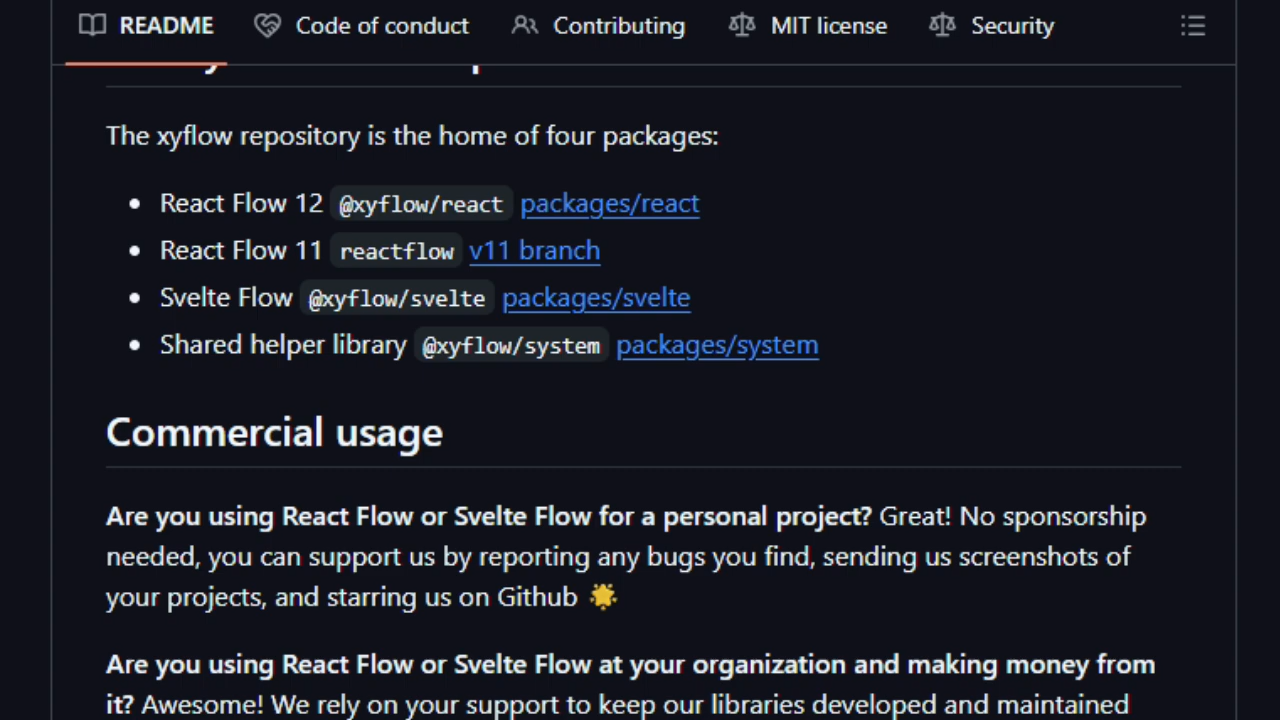 README Code of conduct Contributing MIT license Security
The xyflow repository is the home of four packages:
• React Flow 12 @xyflow/react packages/react
• React Flow 11 reactflow v11 branch
• Svelte Flow @xyflow/svelte packages/svelte
• Shared helper library @xyflow/system packages/system
Commercial usage
Are you using React Flow or Svelte Flow for a personal project? Great! No sponsorship
needed, you can support us by reporting any bugs you find, sending us screenshots of
your projects, and starring us on Github 🌟
Are you using React Flow or Svelte Flow at your organization and making money from
it? Awesome! We rely on your support to keep our libraries developed and maintained